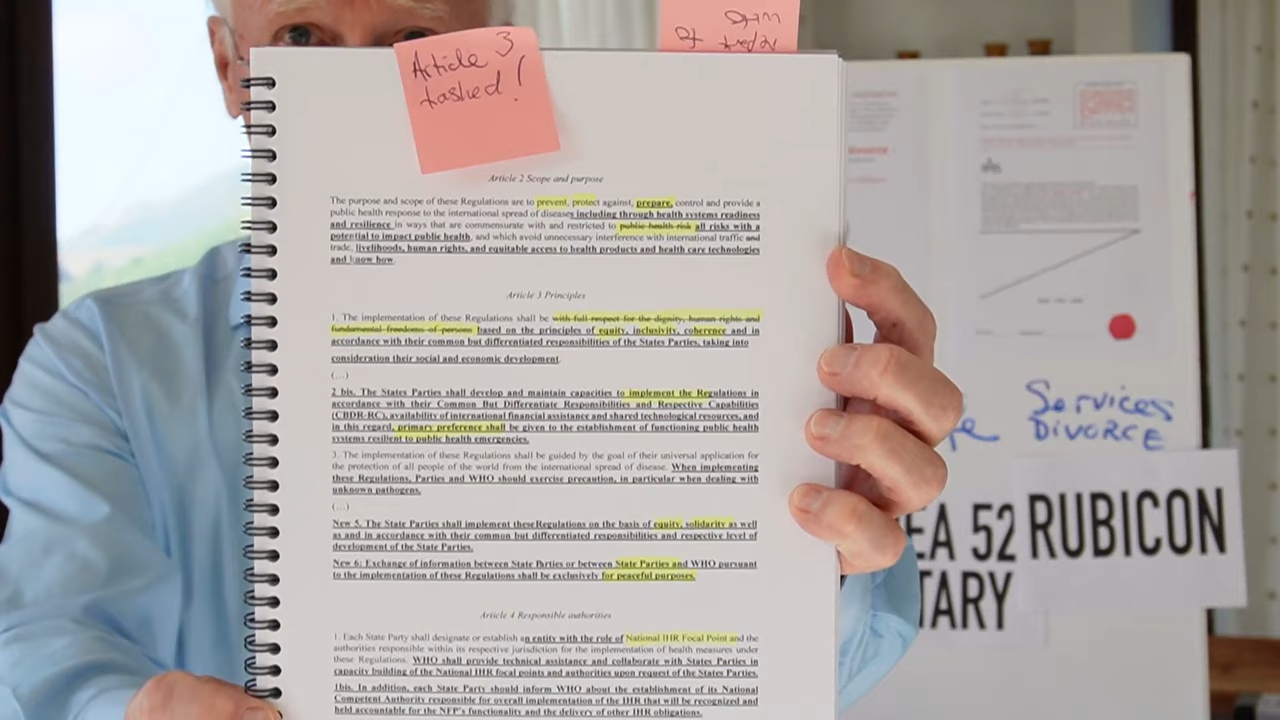 Article 3
tashed!
Article 2 Scope and purpose
The purpose and scope of these Regulations are to prevent, protect against, prepare, control and provide a
public health response to the international spread of diseases including through health systems readiness
and resilience in ways that are commensurate with and restricted to public health risk all risks with a
potential to impact public health, and which avoid unnecessary interference with international traffic and
trade, livelihoods, human rights, and equitable access to health products and health care technologies
and know how.
Article 3 Principles
1. The implementation of these Regulations shall be with full respect for the dignity, human rights and
fundamental freedoms of persons based on the principles of equity, inclusivity, coherence and in
accordance with their common but differentiated responsibilities of the States Parties, taking into
consideration their social and economic development.
(…)
2 bis. The States Parties shall develop and maintain capacities to implement the Regulations in
accordance with their Common But Differentiate Responsibilities and Respective Capabilities
(CBDR-RC), availability of international financial assistance and shared technological resources, and
in this regard, primary preference shall be given to the establishment of functioning public health
systems resilient to public health emergencies.
3. The implementation of these Regulations shall be guided by the goal of their universal application for
the protection of all people of the world from the international spread of disease. When implementing
these Regulations, Parties and WHO should exercise precaution, in particular when dealing with
unknown pathogens.
(…)
New 5. The State Parties shall implement these Regulations on the basis of equity, solidarity as well
as and in accordance with their common but differentiated responsibilities and respective level of
development of the State Parties.
New 6: Exchange of information between State Parties or between State Parties and WHO pursuant
to the implementation of these Regulations shall be exclusively for peaceful purposes.
Article 4 Responsible authorities
1. Each State Party shall designate or establish an entity with the role of National IHR Focal Point and the
authorities responsible within its respective jurisdiction for the implementation of health measures under
these Regulations. WHO shall provide technical assistance and collaborate with States Parties in
capacity building of the National IHR focal points and authorities upon request of the States Parties.
1bis. In addition, each State Party should inform WHO about the establishment of its National
Competent Authority responsible for overall implementation of the IHR that will be recognized and
held accountable for the NFP's functionality and the delivery of other IHR obligations.
Services
DIVORCE
EA 52
TARY
RUBICON